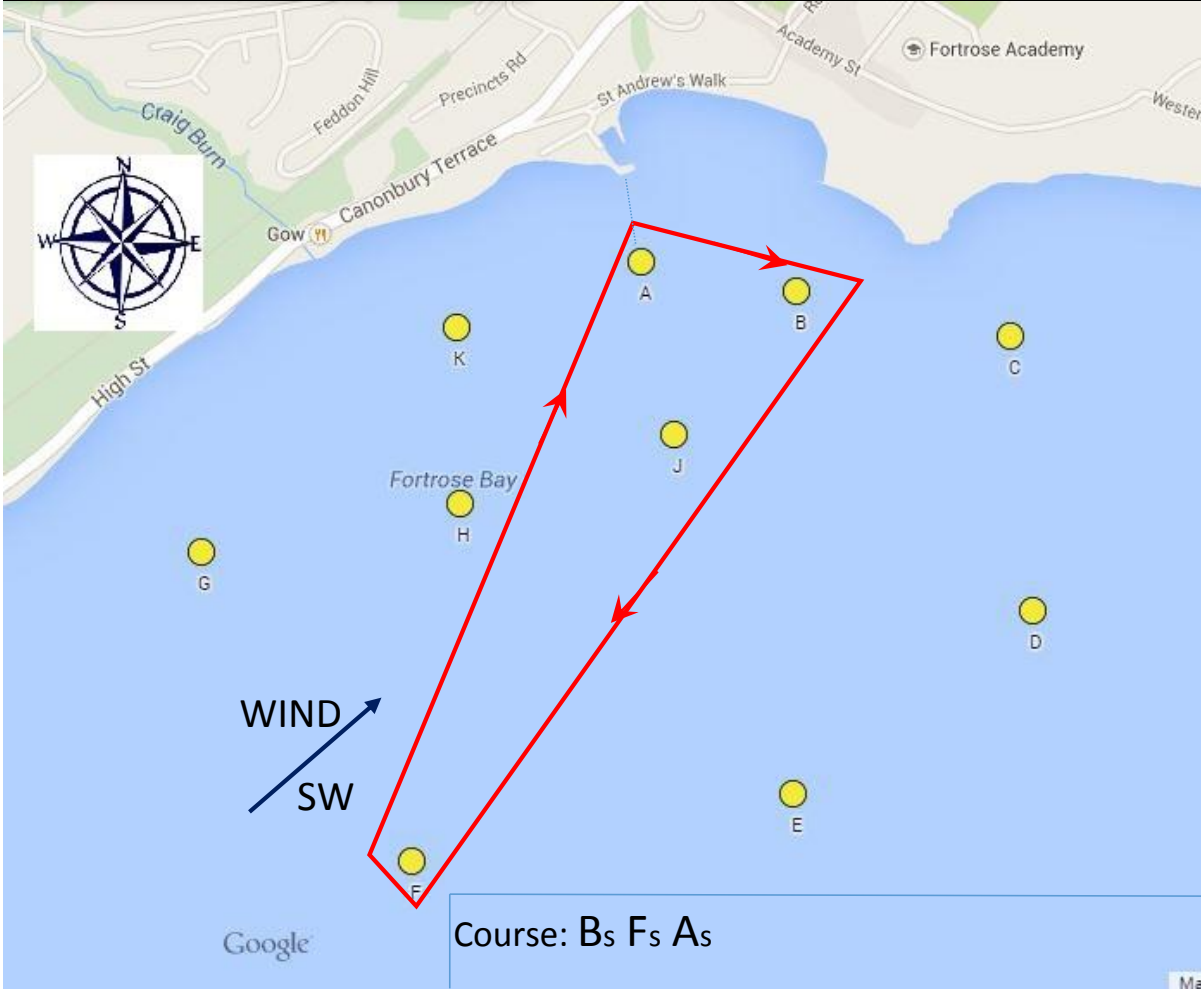 Fortrose Academy
Academy St
St Andrew's Walk
Precincts Rd
Feddon Hill
Craig Burn
Canonbury Terrace
Gow
High St
Wester
N
W
E
S
A
B
K
C
J
Fortrose Bay
H
G
D
WIND
SW
E
F
Course: Bs Fs As
Google